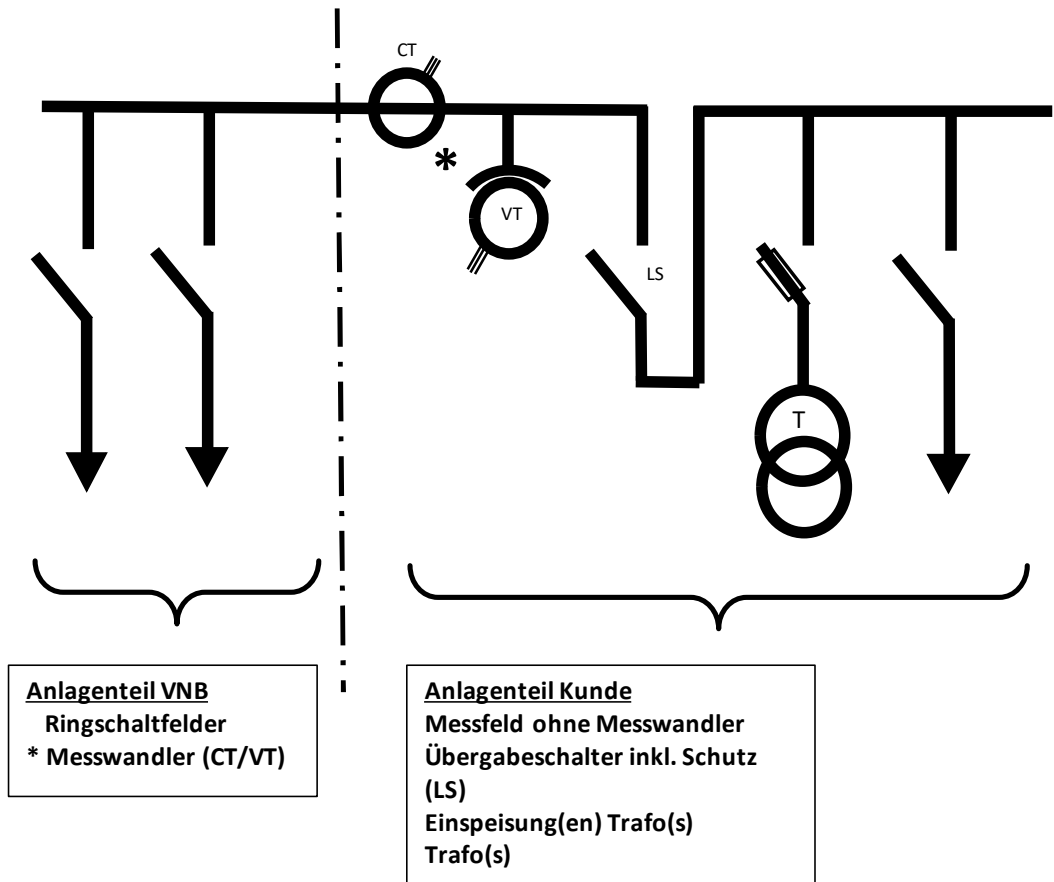 CT
*
VT
LS
T
Anlagenteil VNB
Ringschaltfelder
* Messwandler (CT/VT)
Anlagenteil Kunde
Messfeld ohne Messwandler
Übergabeschalter inkl. Schutz
(LS)
Einspeisung(en) Trafo(s)
Trafo(s)